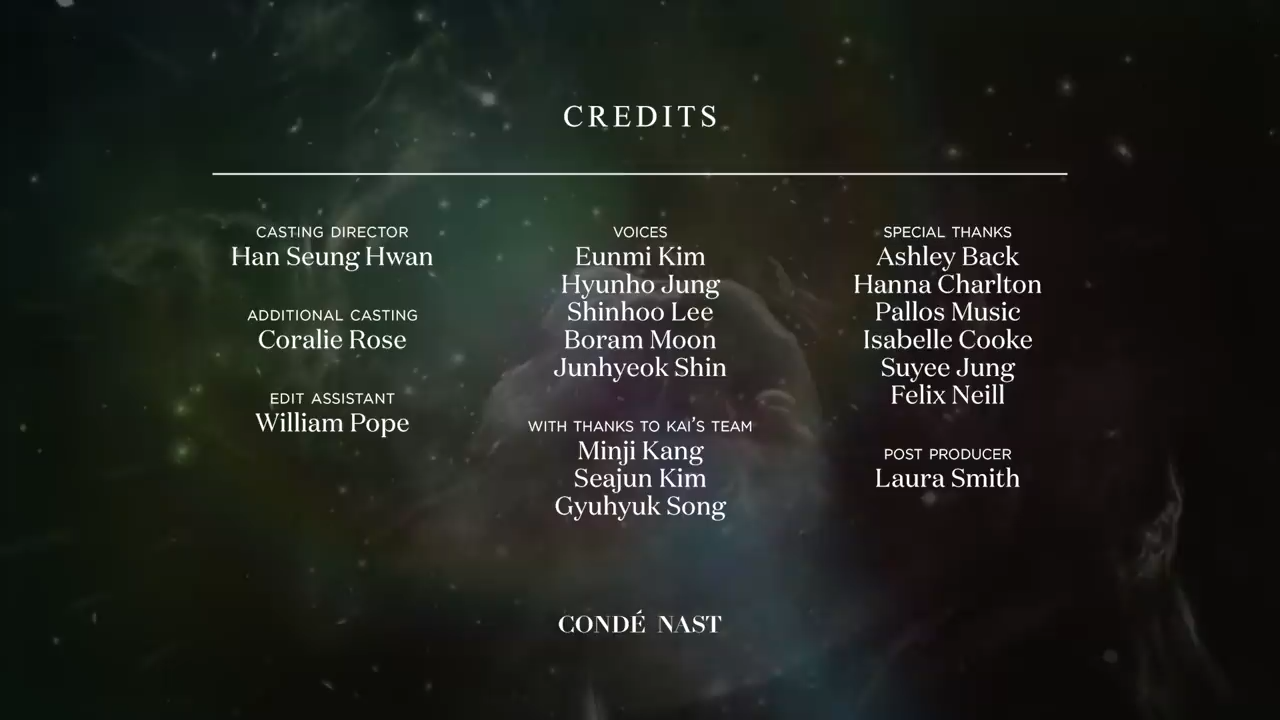 CREDITS
CASTING DIRECTOR
Han Seung Hwan
ADDITIONAL CASTING
Coralie Rose
EDIT ASSISTANT
William Pope
VOICES
Eunmi Kim
Hyunho Jung
Shinhoo Lee
Boram Moon
Junhyeok Shin
WITH THANKS TO KAI'S TEAM
Minji Kang
Seajun Kim
Gyuhyuk Song
SPECIAL THANKS
Ashley Back
Hanna Charlton
Pallos Music
Isabelle Cooke
Suyee Jung
Felix Neill
POST PRODUCER
Laura Smith
CONDÉ NAST